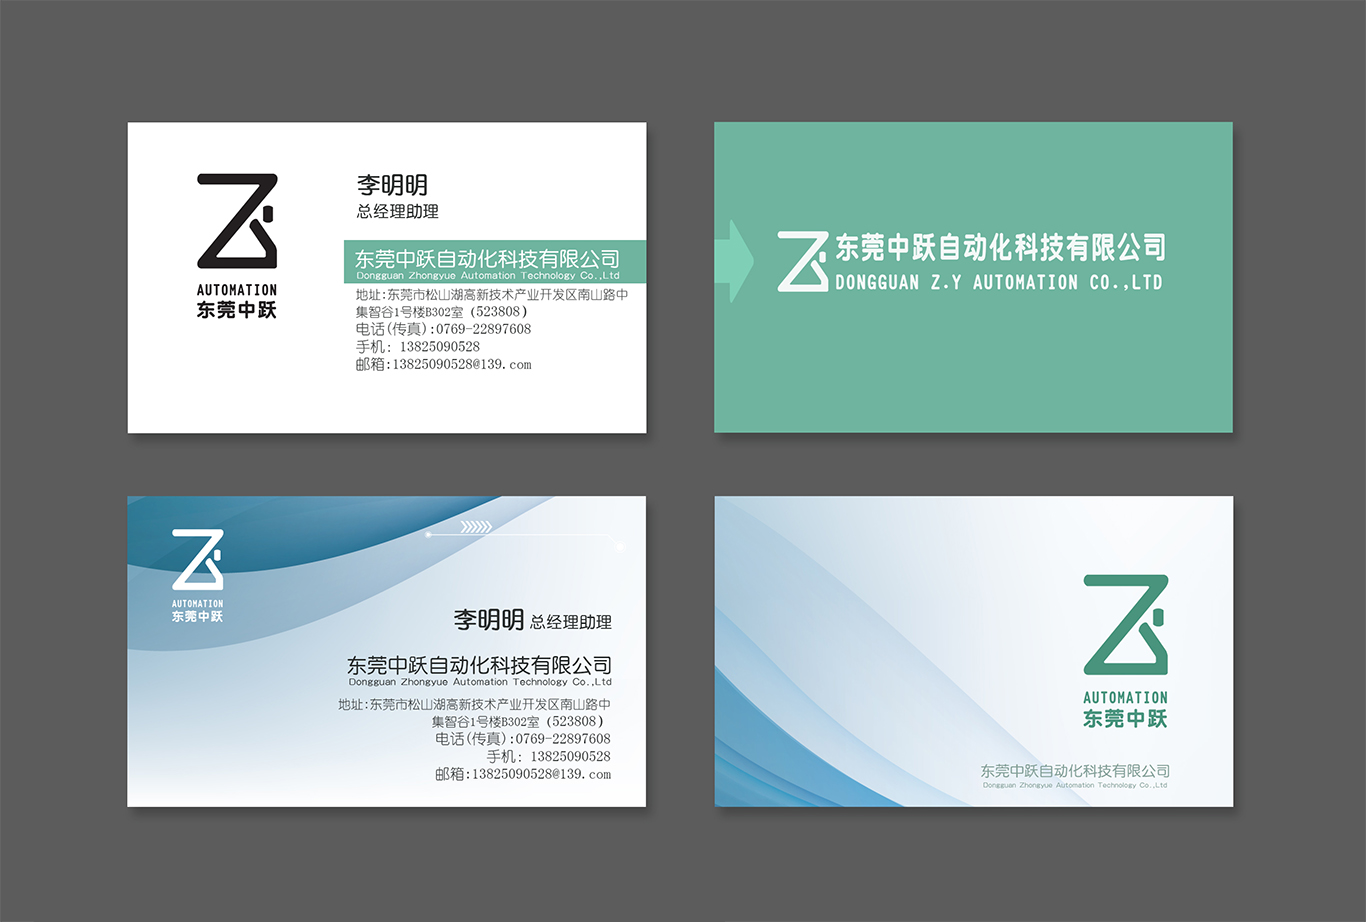 AUTOMATION
东莞中跃
李明明
总经理助理
东莞中跃自动化科技有限公司
Dongguan Zhongyue Automation Technology Co.,Ltd
地址:东莞市松山湖高新技术产业开发区南山路中
集智谷1号楼B302室 (523808)
电话(传真):0769-22897608
手机: 13825090528
邮箱:13825090528@139.com
东莞中跃自动化科技有限公司
DONGGUAN Z.Y AUTOMATION CO.,LTD
AUTOMATION
东莞中跃
李明明 总经理助理
东莞中跃自动化科技有限公司
Dongguan Zhongyue Automation Technology Co.,Ltd
地址:东莞市松山湖高新技术产业开发区南山路中
集智谷1号楼B302室 (523808)
电话(传真):0769-22897608
手机: 13825090528
邮箱:13825090528@139.com
AUTOMATION
东莞中跃
东莞中跃自动化科技有限公司
Dongguan Zhongyue Automation Technology Co.,Ltd